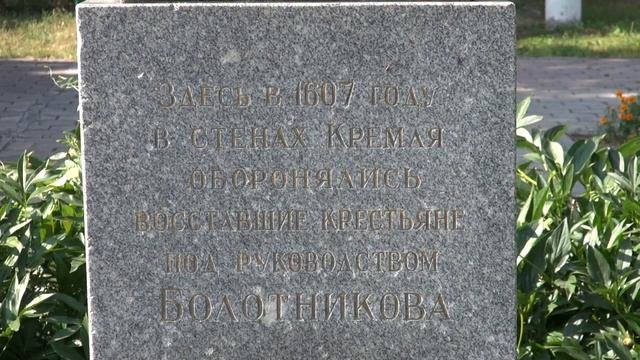 Здесь в 1607 году
в стенах Кремля
оборонялись
восставшие крестьяне
под руководством
Болотникова